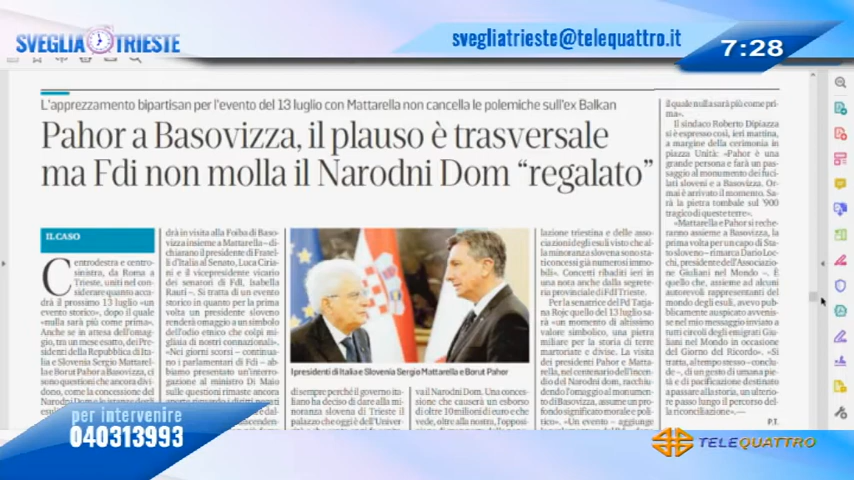 SVEGLIA TRIESTE
svegliatrieste@telequattro.it
7:28
L'apprezzamento bipartisan per l'evento del 13 luglio con Mattarella non cancella le polemiche sull'ex Balkan
Pahor a Basovizza, il plauso è trasversale
ma Fdi non molla il Narodni Dom “regalato”
IL CASO
Centrodestra e centro-
sinistra, da Roma a
Trieste, uniti nel con-
siderare quanto acca-
drà il prossimo 13 luglio «un
evento storico», dopo il quale
«nulla sarà più come prima».
Anche se in attesa dell'omag-
gio, tra un mese esatto, dei Pre-
sidenti della Repubblica di Ita-
lia e Slovenia Sergio Mattarel-
la e Borut Pahor a Basovizza, ci
sono questioni che ancora divi-
dono, come la concessione del
drà in visita alla Foiba di Baso-
vizza insieme a Mattarella – di-
chiarano il presidente di Fratel-
li d'Italia al Senato, Luca Ciria-
ni e il vicepresidente vicario
dei senatori di FdI, Isabella
Rauti –. Si tratta di un evento
storico in quanto per la prima
volta un presidente sloveno
renderà omaggio a un simbolo
dell'odio etnico che colpì mi-
gliaia di nostri connazionali».
«Nei giorni scorsi – continua-
no i parlamentari di Fdi – ab-
biamo presentato un'interro-
gazione al ministro Di Maio
sulle questioni rimaste ancora
I presidenti di Italia e Slovenia Sergio Mattarella e Borut Pahor
di sempre perché il governo ita-
liano ha deciso di dare alla mi-
noranza slovena di Trieste il
palazzo che oggi è dell'Univer-
va il Narodni Dom. Una conces-
sione che causerà un esborso
di oltre 10 milioni di euro e che
vede, oltre alla nostra, l'opposi-
lazione triestina e delle asso-
ciazioni degli esuli visto che al-
la minoranza slovena sono sta-
ti concessi già numerosi immo-
bili». Concetti ribaditi ieri in
una nota anche dalla segrete-
ria provinciale di FdI Trieste.
Per la senatrice del Pd Tatja-
na Rojc quello del 13 luglio sa-
rà «un momento di altissimo
valore simbolico, una pietra
miliare per la storia di terre
martoriate e divise. La visita
dei presidenti Pahor e Matta-
rella, nel centenario dell'incen-
dio del Narodni dom, racchiu-
dendo l'omaggio al monumen-
to di Basovizza, assume un pro-
fondo significato morale e poli-
tico». «Un evento – aggiunge
il quale nulla sarà più come pri-
ma».
Il sindaco Roberto Dipiazza
si è espresso così, ieri mattina,
a margine della cerimonia in
piazza Unità: «Pahor è una
grande persona e farà un pas-
saggio al monumento dei fuci-
lati sloveni e a Basovizza. Or-
mai è arrivato il momento. Sa-
rà la pietra tombale sul '900
tragico di queste terre».
«Mattarella e Pahor si reche-
ranno assieme a Basovizza, la
prima volta per un capo di Sta-
to sloveno – rimarca Dario Loc-
chi, presidente dell'Associazio-
ne Giuliani nel Mondo –. È
quello che, assieme ad alcuni
autorevoli rappresentanti del
mondo degli esuli, avevo pub-
blicamente auspicato avvenis-
se nel mio messaggio inviato a
tutti i circoli degli emigrati Giu-
liani nel Mondo in occasione
del Giorno del Ricordo». «Si
tratta, al tempo stesso – conclu-
de –, di un gesto di umana pie-
tà e di pacificazione destinato
a passare alla storia, un ulterio-
re passo lungo il percorso del-
la riconciliazione». —
P.T.
per intervenire
040313993
TELEQUATTRO